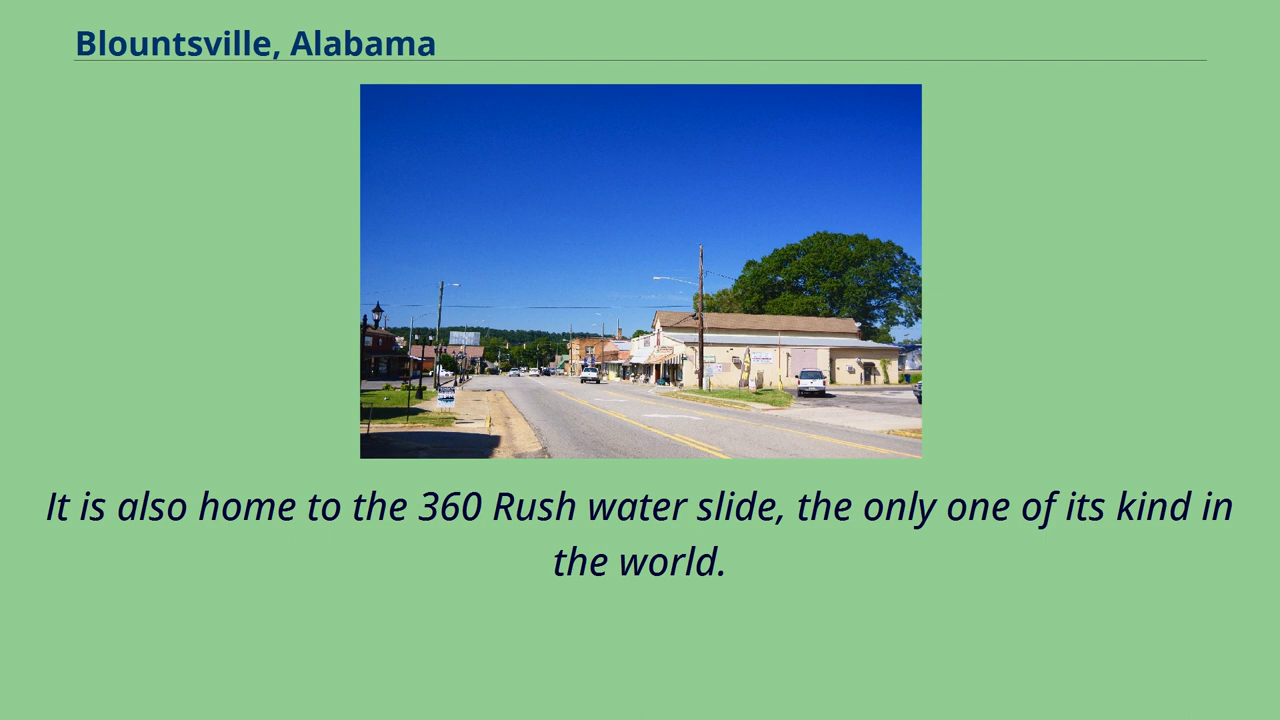 Blountsville, Alabama
It is also home to the 360 Rush water slide, the only one of its kind in
the world.